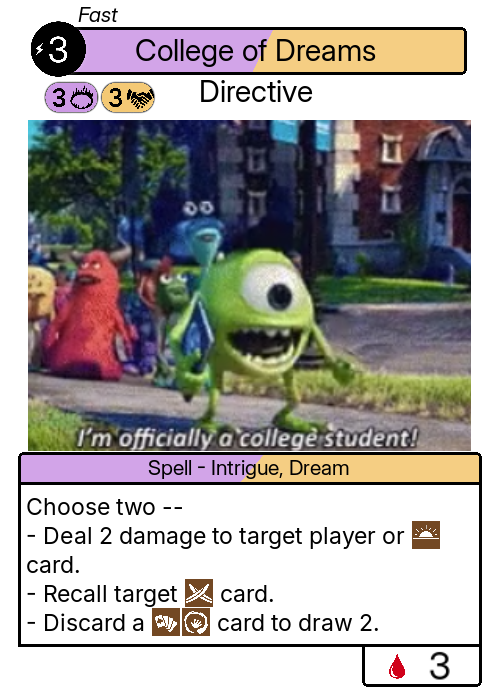 Fast
3
College of Dreams
3 3
Directive
I'm officially a college student!
Spell - Intrigue, Dream
Choose two --
- Deal 2 damage to target player or
card.
- Recall target card.
- Discard a card to draw 2.
3